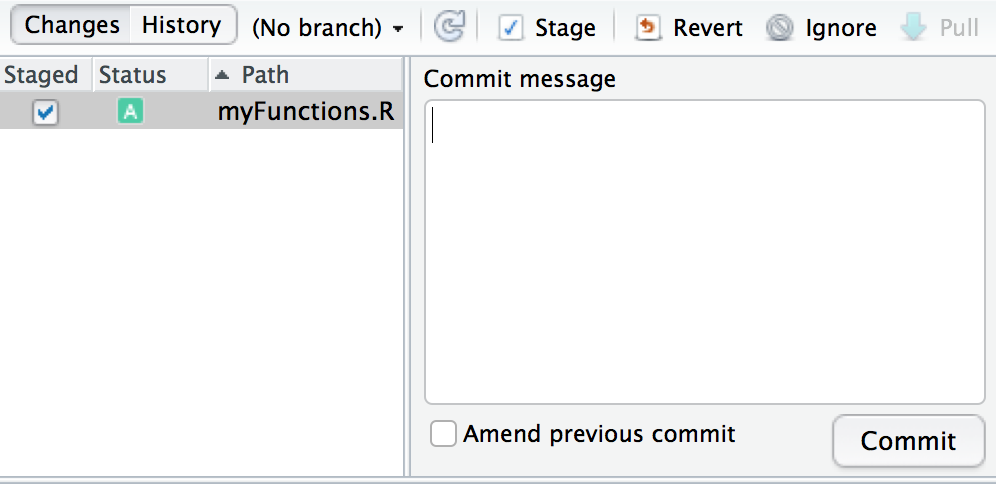 Changes History (No branch) Stage Revert Ignore Pull
Staged Status Path
A myFunctions.R
Commit message
Amend previous commit
Commit